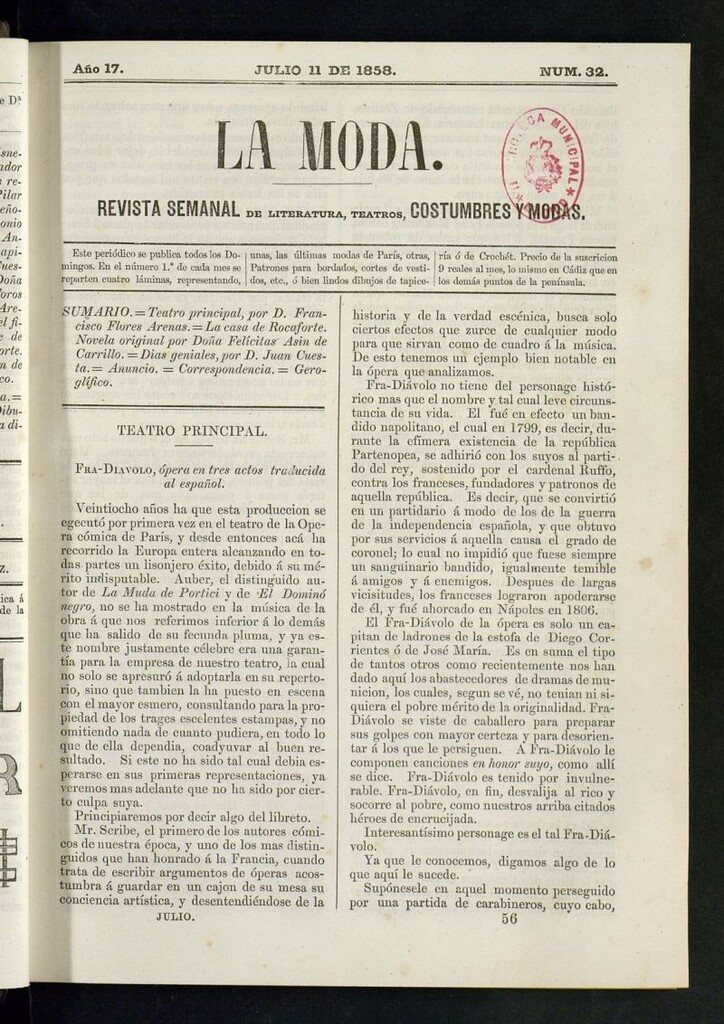 Año 17.
JULIO 11 DE 1858.
NUM. 32.
LA MODA.
REVISTA SEMANAL DE LITERATURA, TEATROS, COSTUMBRES Y MODAS.
MUNICIPAL
Este periódico se publica todos los Do-
mingos. En el número 1.º de cada mes se
reparten cuatro láminas, representando,
unas, las últimas modas de París, otras,
Patrones para bordados, cortes de vesti-
dos, etc., ó bien lindos dibujos de tapice-
ría ó de Crochét. Precio de la suscricion
9 reales al mes, lo mismo en Cádiz que en
los demás puntos de la península.
SUMARIO.=Teatro principal, por D. Fran-
cisco Flores Arenas.=La casa de Rocaforte.
Novela original por Doña Felícitas Asin de
Carrillo.=Dias geniales, por D. Juan Cues-
ta.= Anuncio. = Correspondencia. = Gero-
glífico.
TEATRO PRINCIPAL.
FRA-DIAVOLO, ópera en tres actos traducida
al español.
Veintiocho años ha que esta produccion se
egecutó por primera vez en el teatro de la Ope-
ra cómica de París, y desde entonces acá ha
recorrido la Europa entera alcanzando en to-
das partes un lisonjero éxito, debido á su mé-
rito indisputable. Auber, el distinguido au-
tor de La Muda de Portici y de El Dominó
negro, no se ha mostrado en la música de la
obra á que nos referimos inferior á lo demás
que ha salido de su fecunda pluma, y ya es-
te nombre justamente célebre era una garan-
tía para la empresa de nuestro teatro, la cual
no solo se apresuró á adoptarla en su reperto-
rio, sino que tambien la ha puesto en escena
con el mayor esmero, consultando para la pro-
piedad de los trages escelentes estampas, y no
omitiendo nada de cuanto pudiera, en todo lo
que de ella dependia, coadyuvar al buen re-
sultado. Si este no ha sido tal cual debia es-
perarse en sus primeras representaciones, ya
veremos mas adelante que no ha sido por cier-
to culpa suya.
Principiaremos por decir algo del libreto.
Mr. Scribe, el primero de los autores cómi-
cos de nuestra época, y uno de los mas distin-
guidos que han honrado á la Francia, cuando
trata de escribir argumentos de óperas acos-
tumbra á guardar en un cajon de su mesa su
conciencia artística, y desentendiéndose de la
JULIO.
historia y de la verdad escénica, busca solo
ciertos efectos que zurce de cualquier modo
para que sirvan como de cuadro á la música.
De esto tenemos un ejemplo bien notable en
la ópera que analizamos.
Fra-Diávolo no tiene del personage histó-
rico mas que el nombre y tal cual leve circuns-
tancia de su vida. El fué en efecto un ban-
dido napolitano, el cual en 1799, es decir, du-
rante la efímera existencia de la república
Partenopea, se adhirió con los suyos al parti-
do del rey, sostenido por el cardenal Ruffo,
contra los franceses, fundadores y patronos de
aquella república. Es decir, que se convirtió
en un partidario á modo de los de la guerra
de la independencia española, y que obtuvo
por sus servicios á aquella causa el grado de
coronel; lo cual no impidió que fuese siempre
un sanguinario bandido, igualmente temible
á amigos y á enemigos. Despues de largas
vicisitudes, los franceses lograron apoderarse
de él, y fué ahorcado en Nápoles en 1806.
El Fra-Diávolo de la ópera es solo un ca-
pitan de ladrones de la estofa de Diego Cor-
rientes ó de José María. Es en suma el tipo
de tantos otros como recientemente nos han
dado aquí los abastecedores de dramas de mu-
nicion, los cuales, segun se vé, no tenian ni si-
quiera el pobre mérito de la originalidad. Fra-
Diávolo se viste de caballero para preparar
sus golpes con mayor certeza y para desorien-
tar á los que le persiguen. A Fra-Diávolo le
componen canciones en honor suyo, como allí
se dice. Fra-Diávolo es tenido por invulne-
rable. Fra-Diávolo, en fin, desvalija al rico y
socorre al pobre, como nuestros arriba citados
héroes de encrucijada.
Interesantísimo personage es el tal Fra-Diá-
volo.
Ya que le conocemos, digamos algo de lo
que aquí le sucede.
Supónesele en aquel momento perseguido
por una partida de carabineros, cuyo cabo,
56